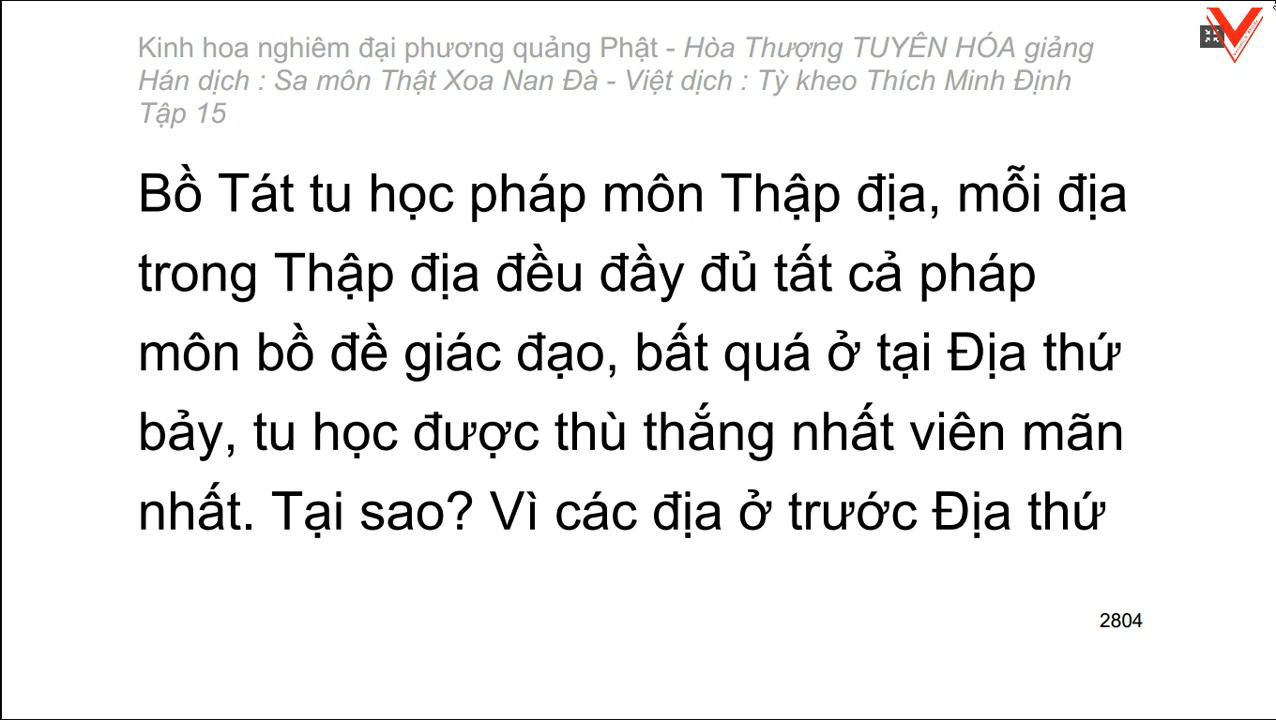 Kinh hoa nghiêm đại phương quảng Phật - Hòa Thượng TUYÊN HÓA giảng
Hán dịch : Sa môn Thật Xoa Nan Đà - Việt dịch : Tỳ kheo Thích Minh Định
Tập 15
Bồ Tát tu học pháp môn Thập địa, mỗi địa
trong Thập địa đều đầy đủ tất cả pháp
môn bồ đề giác đạo, bất quá ở tại Địa thứ
bảy, tu học được thù thắng nhất viên mãn
nhất. Tại sao? Vì các địa ở trước Địa thứ
2804